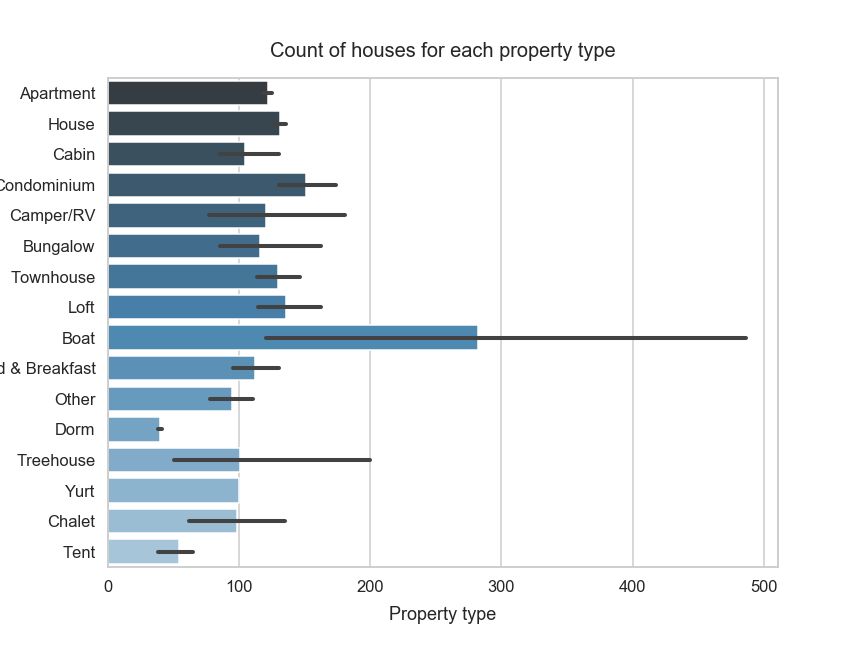 Count of houses for each property type
Apartment
House
Cabin
Condominium
Camper/RV
Bungalow
Townhouse
Loft
Boat
d & Breakfast
Other
Dorm
Treehouse
Yurt
Chalet
Tent
0 100 200 300 400 500
Property type